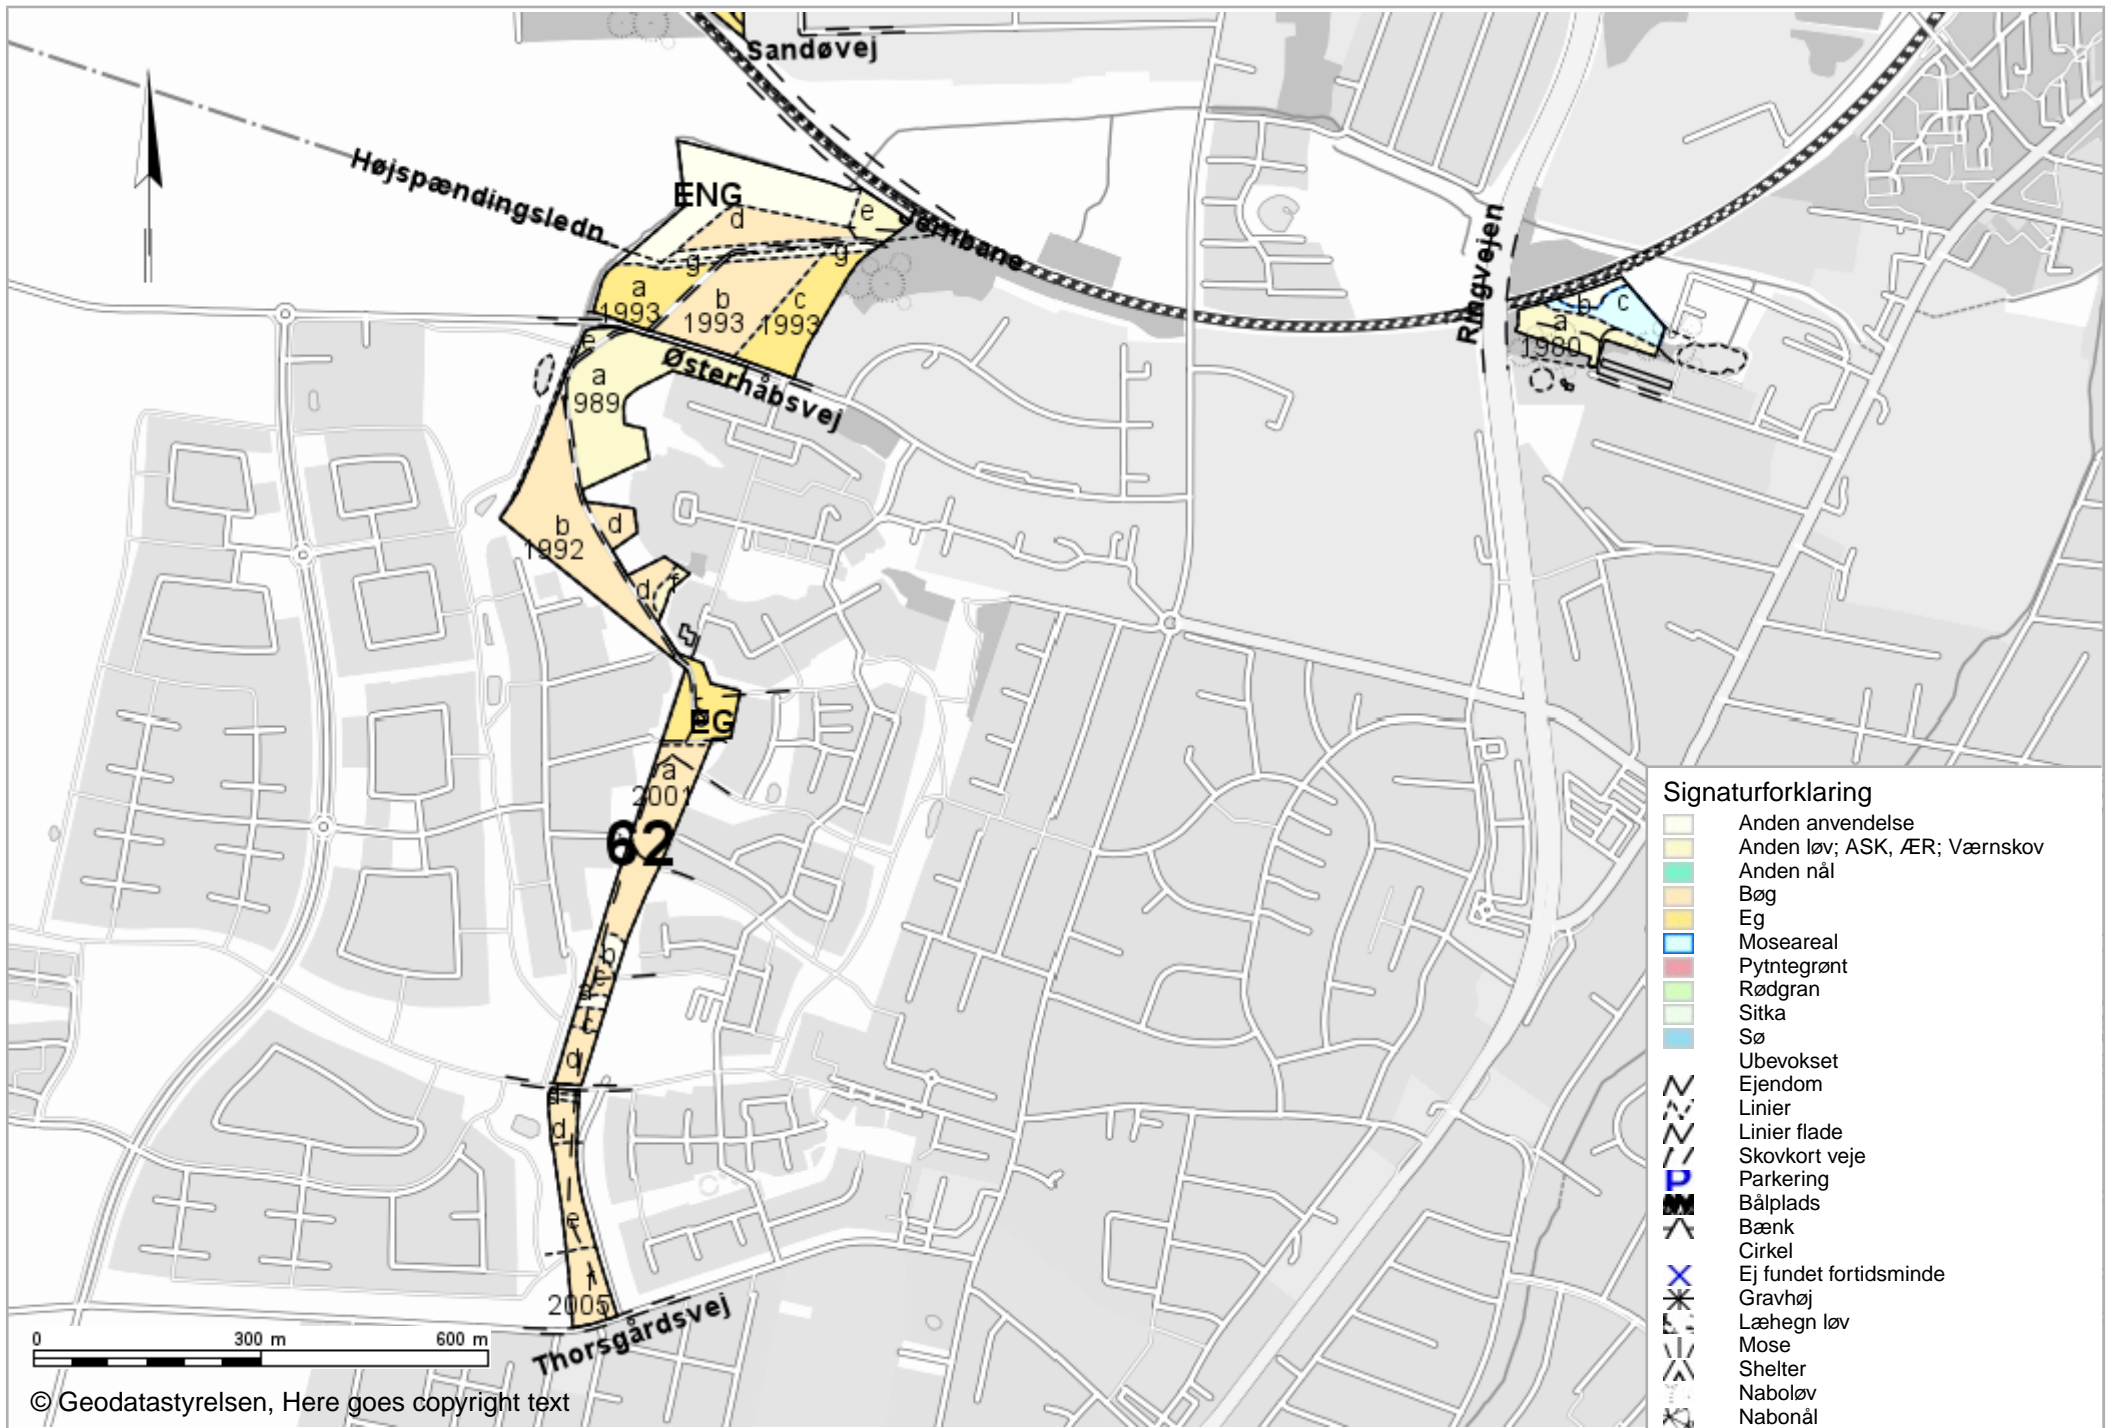 Sandøvej
Højspændingsledn
ENG
d
e
Jernbane
g
g
a
1993
b
1993
c
1993
Ringvejen
b
c
a
1980
e
Østerhåbsvej
a
989
b
1992
d
d
f
EG
a
2001
62
b
c
c
d
d
d
e
f
2005
Thorsgårdsvej
0 300 m 600 m
© Geodatastyrelsen, Here goes copyright text
Signaturforklaring
Anden anvendelse
Anden løv; ASK, ÆR; Værnskov
Anden nål
Bøg
Eg
Moseareal
Pytntegrønt
Rødgran
Sitka
Sø
Ubevokset
Ejendom
Linier
Linier flade
Skovkort veje
P Parkering
Bålplads
Bænk
Cirkel
Ej fundet fortidsminde
Gravhøj
Læhegn løv
Mose
Shelter
Naboløv
Nabonål